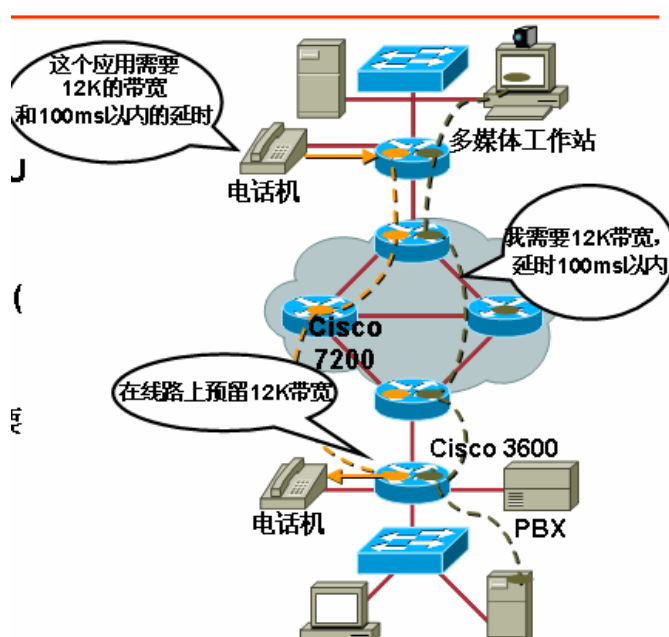 这个应用需要
12K的带宽
和100ms以内的延时
多媒体工作站
电话机
我需要12K带宽，
延时100ms以内
Cisco
7200
在线路上预留12K带宽
Cisco 3600
电话机
PBX